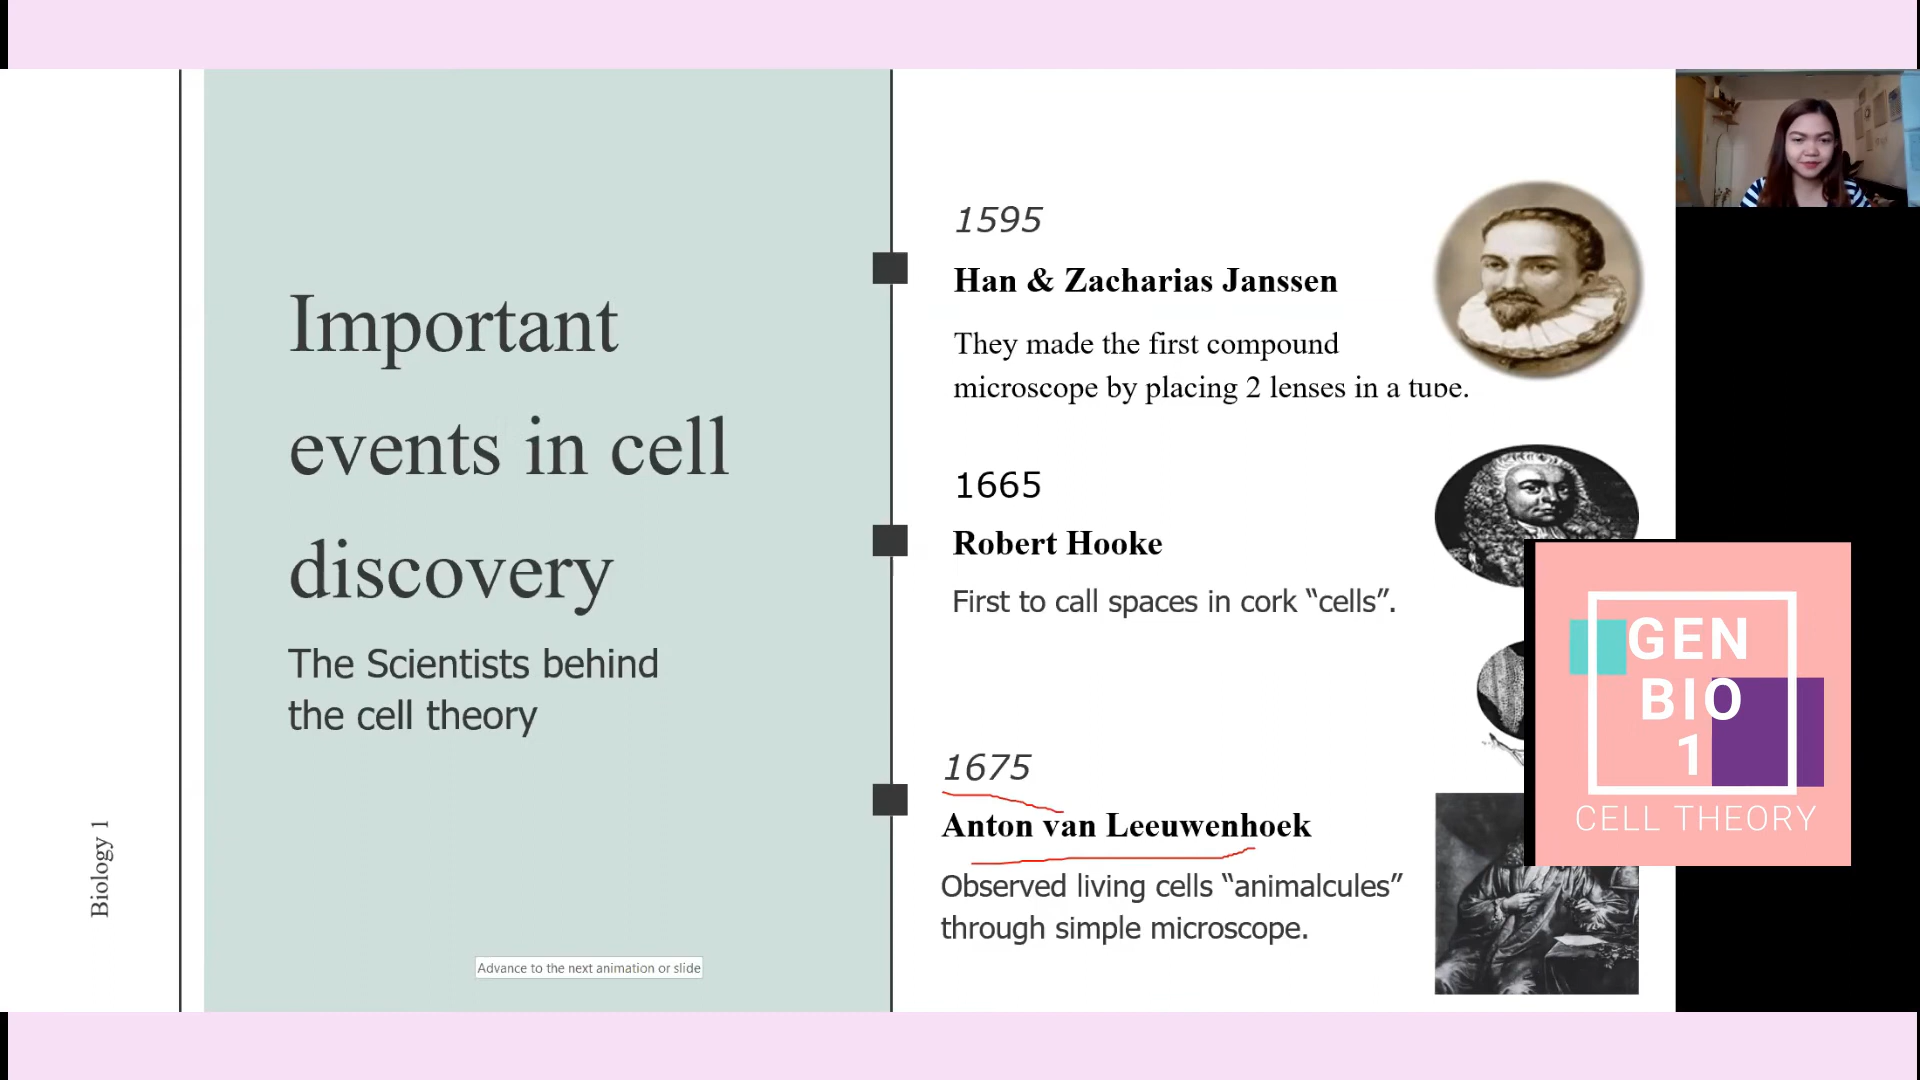 Important
events in cell
discovery
The Scientists behind
the cell theory
Biology 1
Advance to the next animation or slide
1595
Han & Zacharias Janssen
They made the first compound
microscope by placing 2 lenses in a tube.
1665
Robert Hooke
First to call spaces in cork “cells”.
1675
Anton van Leeuwenhoek
Observed living cells “animalcules”
through simple microscope.
GEN
BIO
1
CELL THEORY